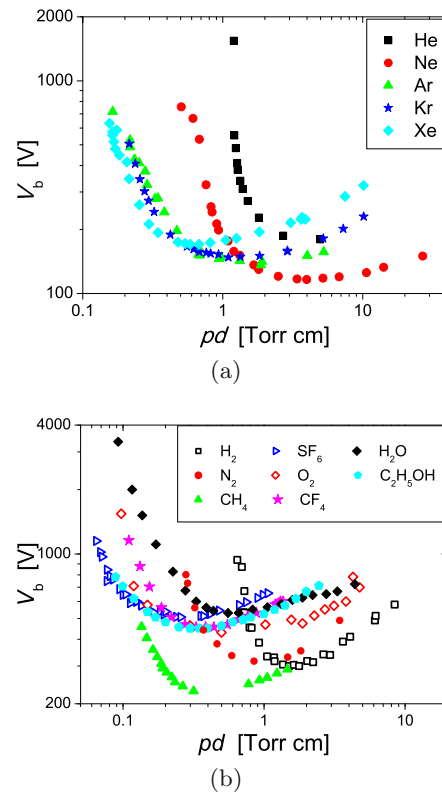 2000
1000
100
V_b [V]
He
Ne
Ar
Kr
Xe
0.1 1 10
pd [Torr cm]
(a)
4000
1000
200
V_b [V]
H_2 SF_6 H_2O
N_2 O_2 C_2H_5OH
CH_4 CF_4
0.1 1 10
pd [Torr cm]
(b)